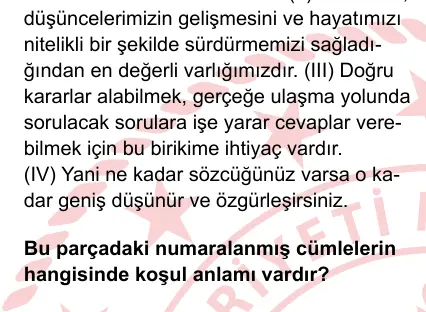 düşüncelerimizin gelişmesini ve hayatımızı
nitelikli bir şekilde sürdürmemizi sağladı-
ğından en değerli varlığımızdır. (III) Doğru
kararlar alabilmek, gerçeğe ulaşma yolunda
sorulacak sorulara işe yarar cevaplar vere-
bilmek için bu birikime ihtiyaç vardır.
(IV) Yani ne kadar sözcüğünüz varsa o ka-
dar geniş düşünür ve özgürleşirsiniz.
Bu parçadaki numaralanmış cümlelerin
hangisinde koşul anlamı vardır?